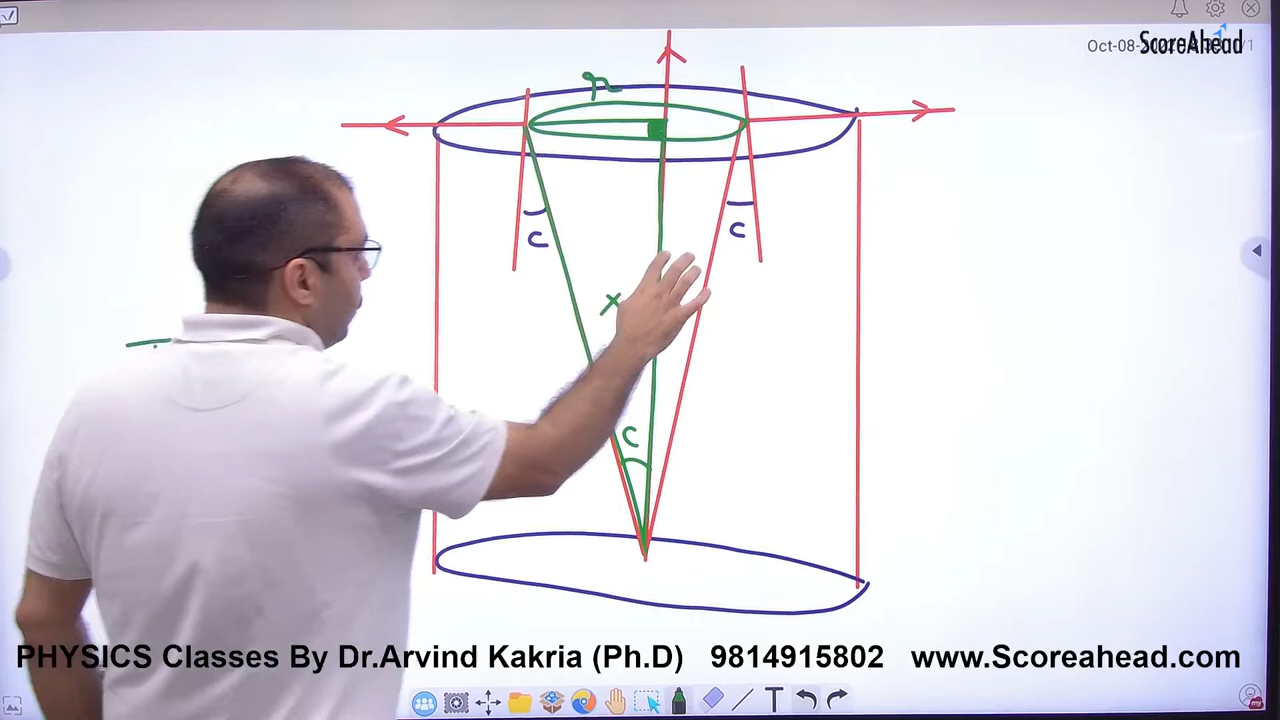 ScoreAhead
r
c
c
x
c
PHYSICS Classes By Dr.Arvind Kakria (Ph.D) 9814915802 www.Scoreahead.com
T